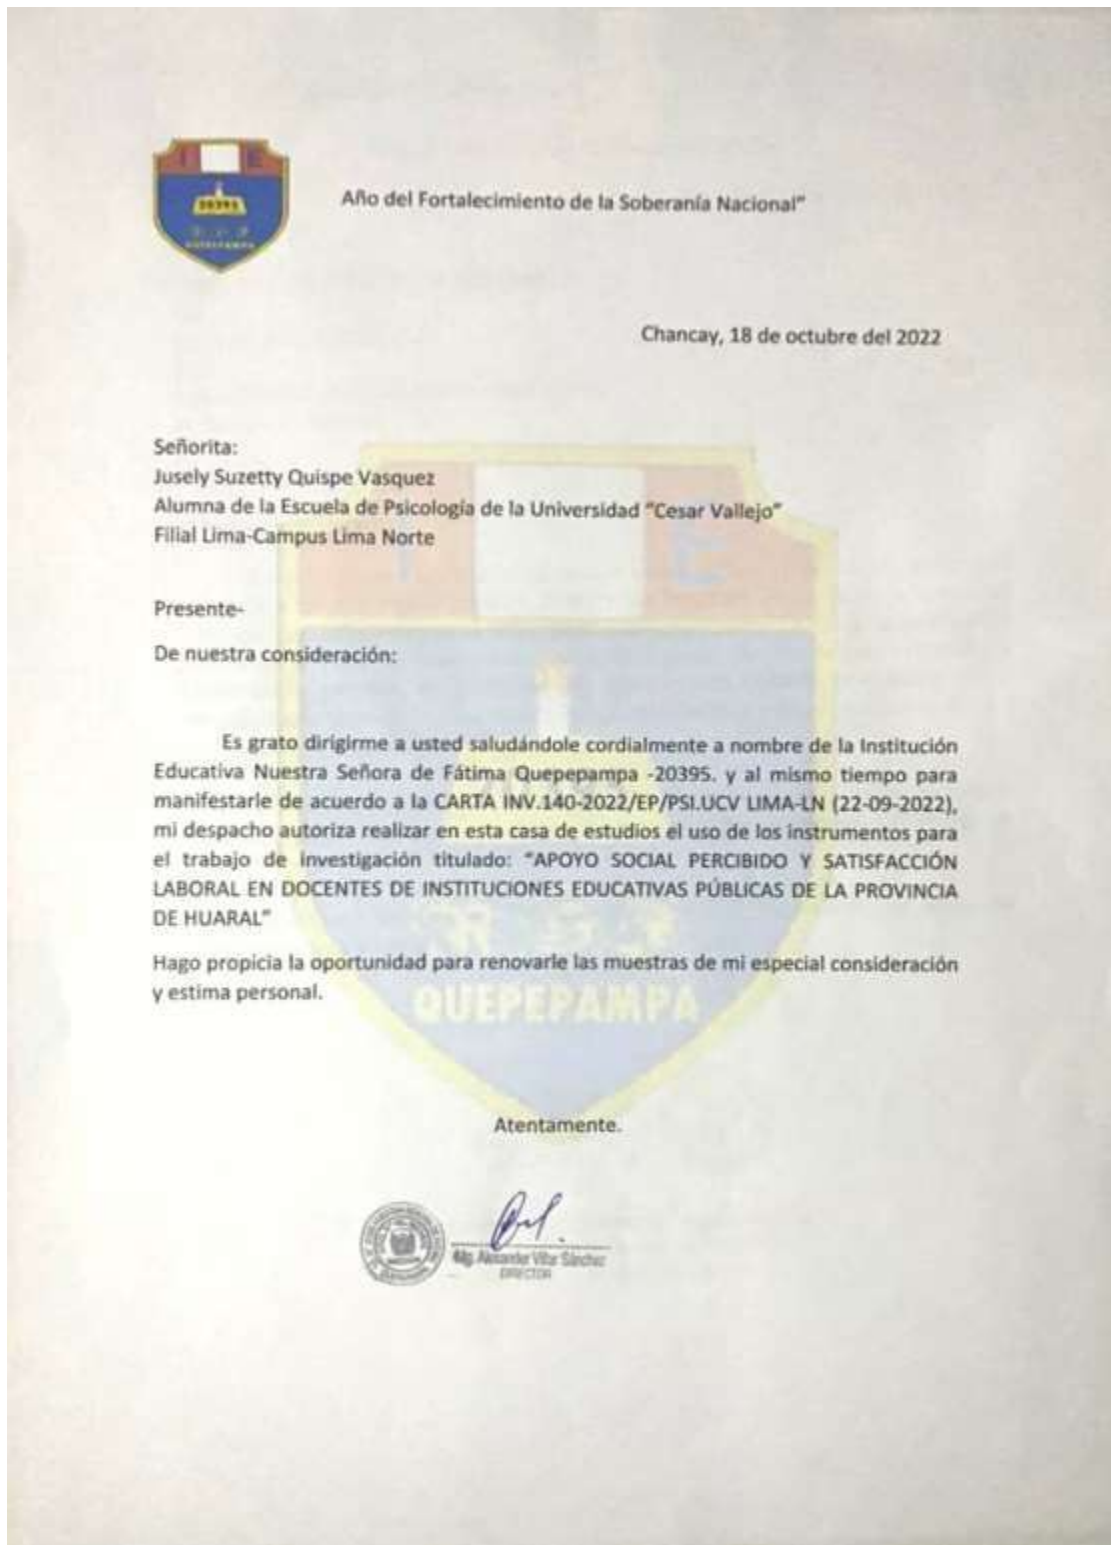 I E
20395
QUEPEPAMPA
Año del Fortalecimiento de la Soberanía Nacional"
Chancay, 18 de octubre del 2022
Señorita:
Jusely Suzetty Quispe Vasquez
Alumna de la Escuela de Psicología de la Universidad "Cesar Vallejo"
Filial Lima-Campus Lima Norte
Presente-
De nuestra consideración:
Es grato dirigirme a usted saludándole cordialmente a nombre de la Institución
Educativa Nuestra Señora de Fátima Quepepampa -20395. y al mismo tiempo para
manifestarle de acuerdo a la CARTA INV.140-2022/EP/PSI.UCV LIMA-LN (22-09-2022),
mi despacho autoriza realizar en esta casa de estudios el uso de los instrumentos para
el trabajo de investigación titulado: "APOYO SOCIAL PERCIBIDO Y SATISFACCIÓN
LABORAL EN DOCENTES DE INSTITUCIONES EDUCATIVAS PÚBLICAS DE LA PROVINCIA
DE HUARAL"
Hago propicia la oportunidad para renovarle las muestras de mi especial consideración
y estima personal.
I E
QUEPEPAMPA
Atentamente.
Mg. Alexander Villar Sánchez
DIRECTOR